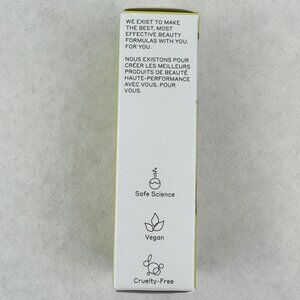 WE EXIST TO MAKE
THE BEST, MOST
EFFECTIVE BEAUTY
FORMULAS WITH YOU,
FOR YOU.
NOUS EXISTONS POUR
CRÉER LES MEILLEURS
PRODUITS DE BEAUTÉ
HAUTE-PERFORMANCE
AVEC VOUS, POUR
VOUS.
Safe Science
Vegan
Cruelty-Free